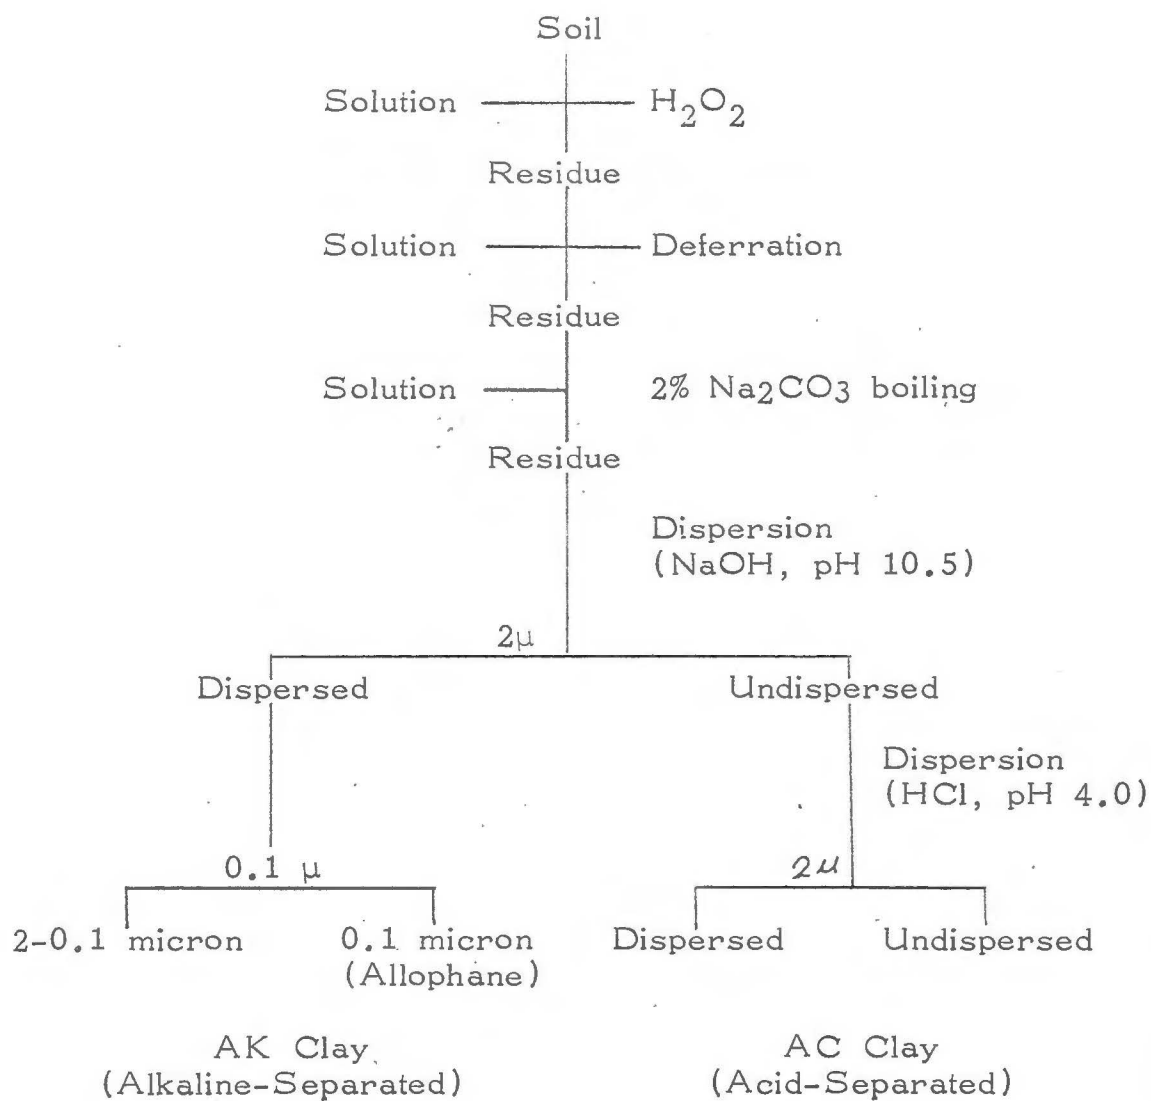 Soil
Solution H₂O₂
Residue
Solution Deferration
Residue
Solution 2% Na₂CO₃ boiling
Residue
Dispersion
(NaOH, pH 10.5)
2μ
Dispersed Undispersed
Dispersion
(HCl, pH 4.0)
0.1 μ 2μ
2-0.1 micron 0.1 micron Dispersed Undispersed
(Allophane)
AK Clay AC Clay
(Alkaline-Separated) (Acid-Separated)